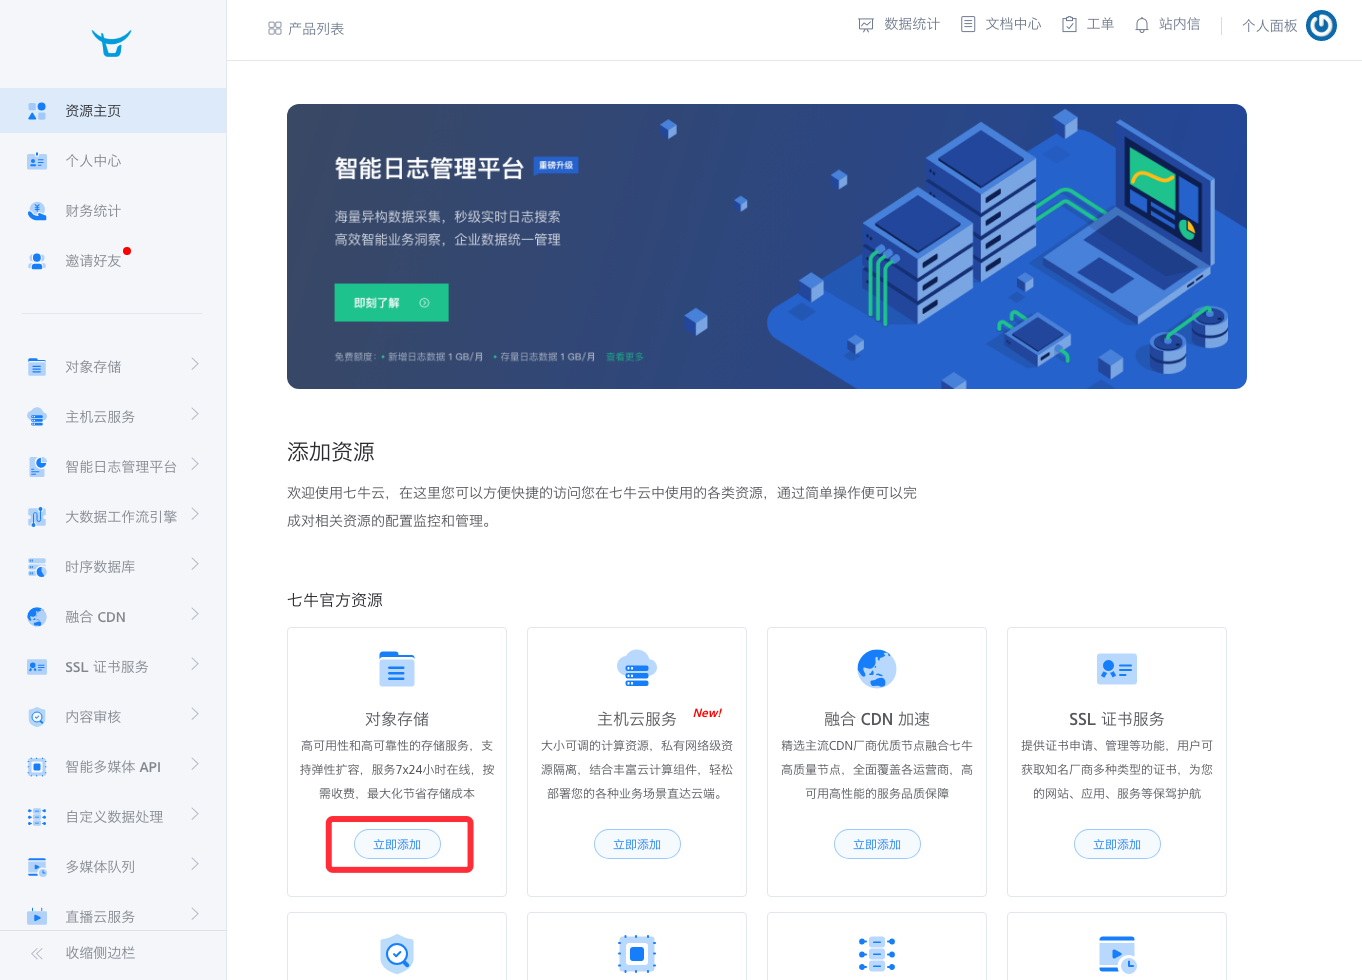 产品列表
数据统计
文档中心
工单
站内信
个人面板
资源主页
个人中心
财务统计
邀请好友
对象存储
主机云服务
智能日志管理平台
大数据工作流引擎
时序数据库
融合 CDN
SSL 证书服务
内容审核
智能多媒体 API
自定义数据处理
多媒体队列
直播云服务
收缩侧边栏
智能日志管理平台 重磅升级
海量异构数据采集，秒级实时日志搜索
高效智能业务洞察，企业数据统一管理
即刻了解
免费额度：• 新增日志数据 1 GB/月 • 存量日志数据 1 GB/月 查看更多
添加资源
欢迎使用七牛云，在这里您可以方便快捷的访问您在七牛云中使用的各类资源，通过简单操作便可以完
成对相关资源的配置监控和管理。
七牛官方资源
对象存储
高可用性和高可靠性的存储服务，支
持弹性扩容，服务7x24小时在线，按
需收费，最大化节省存储成本
立即添加
主机云服务 New!
大小可调的计算资源，私有网络级资
源隔离，结合丰富云计算组件，轻松
部署您的各种业务场景直达云端。
立即添加
融合 CDN 加速
精选主流CDN厂商优质节点融合七牛
高质量节点，全面覆盖各运营商，高
可用高性能的服务品质保障
立即添加
SSL 证书服务
提供证书申请、管理等功能，用户可
获取知名厂商多种类型的证书，为您
的网站、应用、服务等保驾护航
立即添加